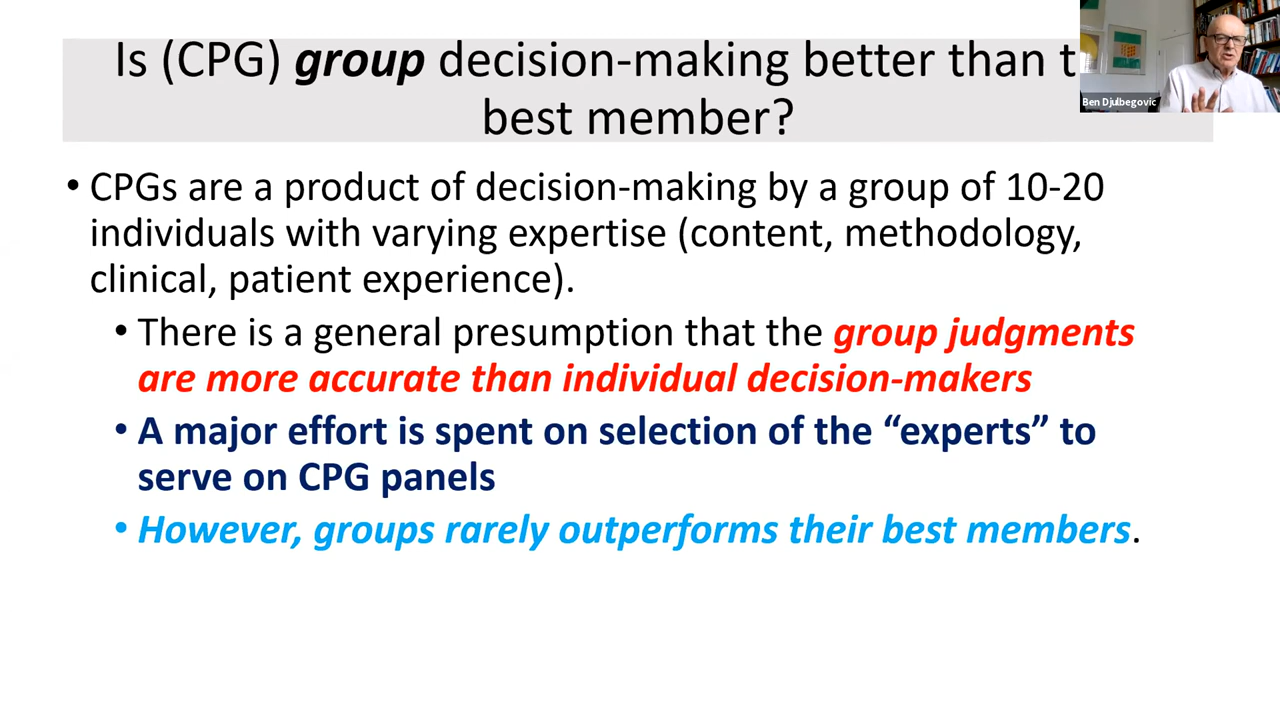 Is (CPG) group decision-making better than t
best member?
Ben Djulbegovic
• CPGs are a product of decision-making by a group of 10-20
individuals with varying expertise (content, methodology,
clinical, patient experience).
• There is a general presumption that the group judgments
are more accurate than individual decision-makers
• A major effort is spent on selection of the “experts” to
serve on CPG panels
• However, groups rarely outperforms their best members.